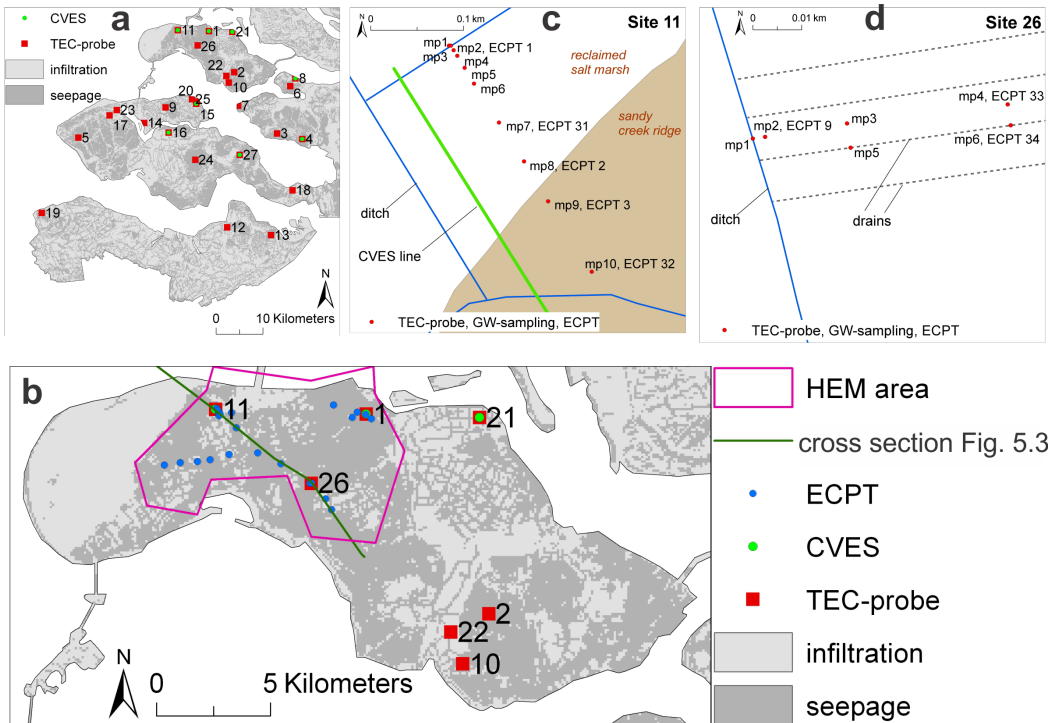 a
CVES
TEC-probe
infiltration
seepage
11
1
21
26
22
2
10
8
6
20
25
9
15
7
23
17
14
5
16
3
4
24
27
18
19
12
13
N
0
10 Kilometers
c
Site 11
N
0
0.1 km
mp1
mp2, ECPT 1
mp3
mp4
mp5
mp6
reclaimed
salt marsh
sandy
creek ridge
mp7, ECPT 31
mp8, ECPT 2
mp9, ECPT 3
mp10, ECPT 32
ditch
CVES line
TEC-probe, GW-sampling, ECPT
d
Site 26
N
0
0.01 km
mp4, ECPT 33
mp2, ECPT 9
mp3
mp1
mp5
mp6, ECPT 34
ditch
drains
TEC-probe, GW-sampling, ECPT
b
11
1
21
26
2
22
10
N
0
5 Kilometers
HEM area
cross section Fig. 5.3
ECPT
CVES
TEC-probe
infiltration
seepage